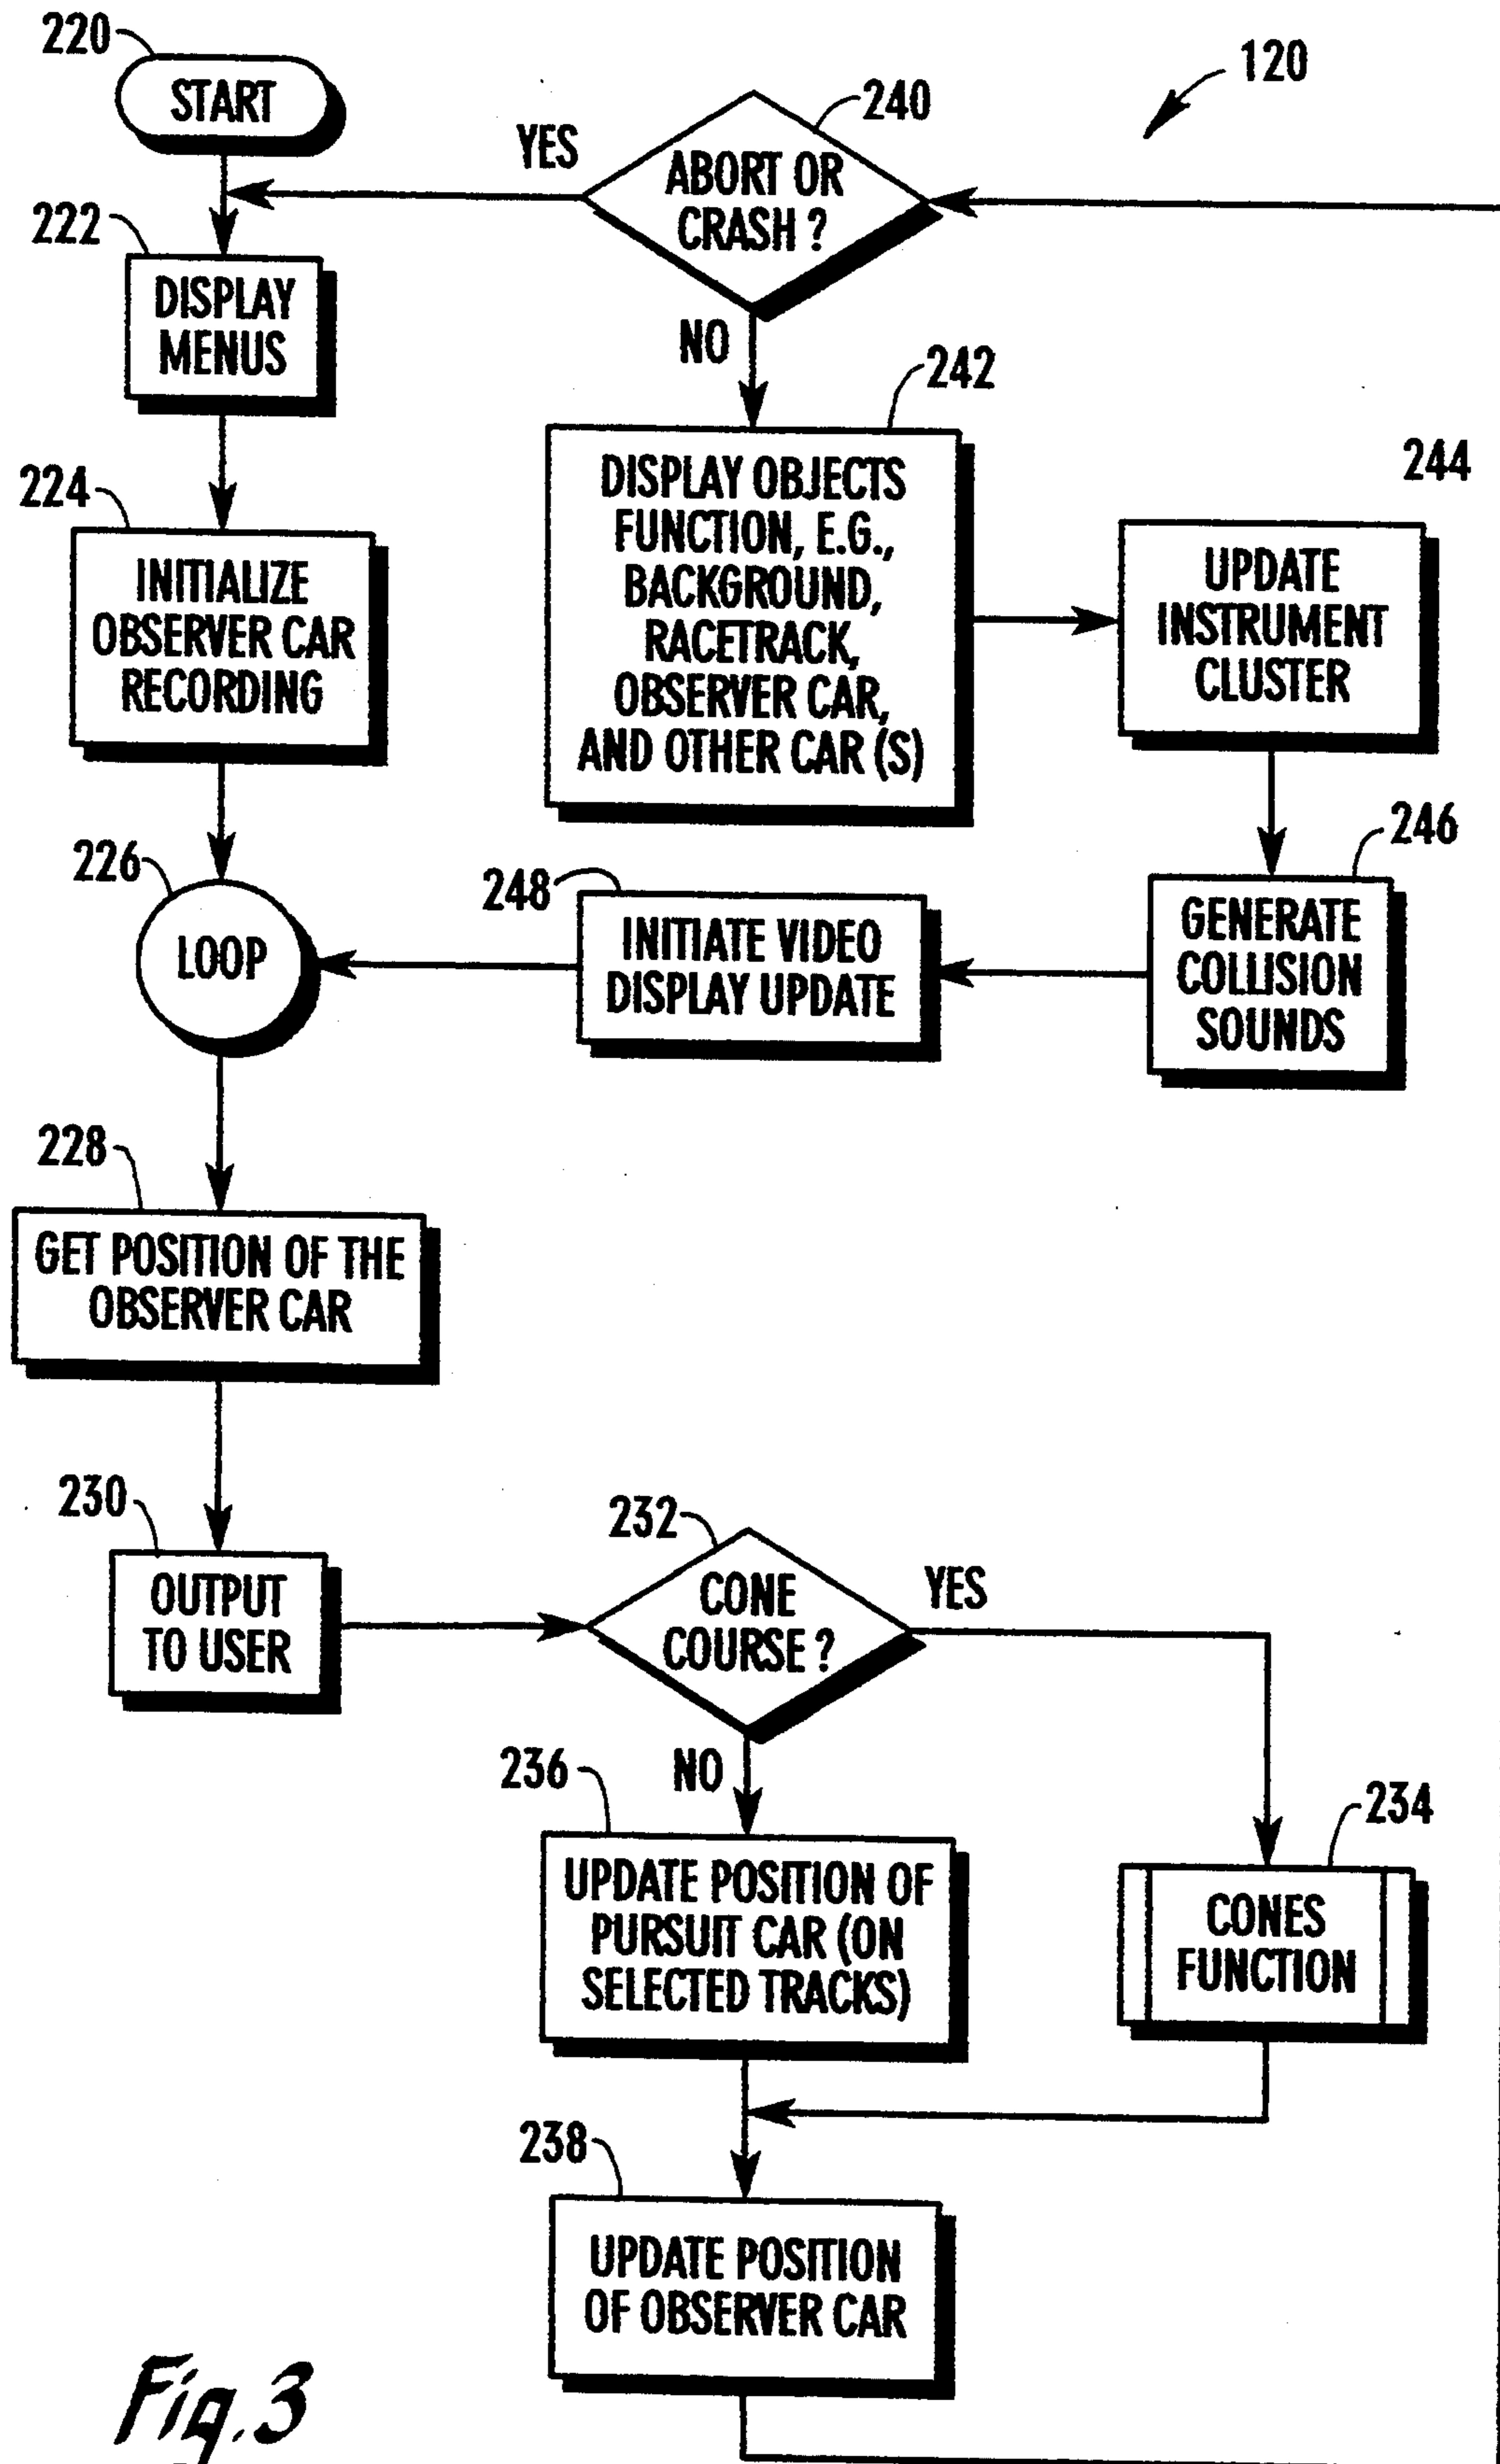 220
START
222
DISPLAY
MENUS
224
INITIALIZE
OBSERVER CAR
RECORDING
226
LOOP
228
GET POSITION OF THE
OBSERVER CAR
230
OUTPUT
TO USER
232
CONE
COURSE ?
YES
NO
234
CONES
FUNCTION
236
UPDATE POSITION OF
PURSUIT CAR (ON
SELECTED TRACKS)
238
UPDATE POSITION
OF OBSERVER CAR
120
240
ABORT OR
CRASH ?
YES
NO
242
DISPLAY OBJECTS
FUNCTION, E.G.,
BACKGROUND,
RACETRACK,
OBSERVER CAR,
AND OTHER CAR (S)
244
UPDATE
INSTRUMENT
CLUSTER
246
GENERATE
COLLISION
SOUNDS
248
INITIATE VIDEO
DISPLAY UPDATE
Fig. 3